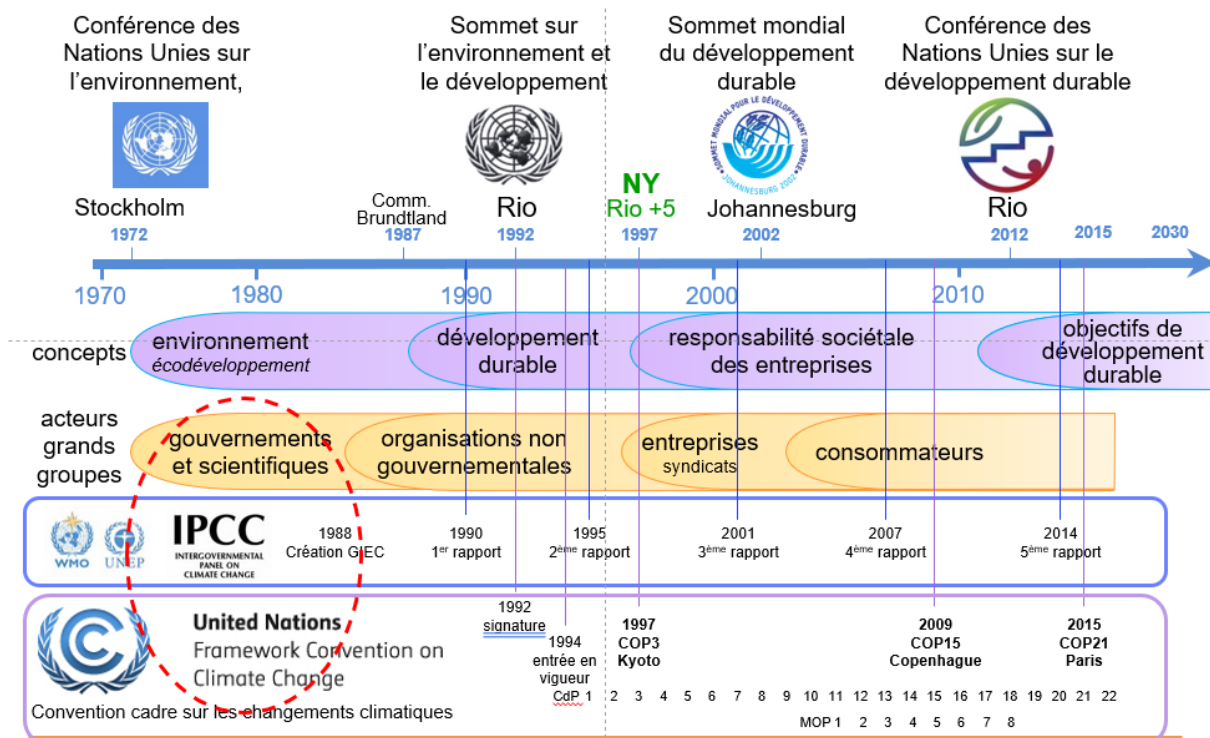 Conférence des
Nations Unies sur
l'environnement,
Stockholm
1972
Comm.
Brundtland
1987
Sommet sur
l'environnement et
le développement
Rio
1992
NY
Rio +5
1997
Sommet mondial
du développement
durable
SOMMET MONDIAL POUR LE DÉVELOPPEMENT DURABLE
JOHANNESBURG 2002
Johannesburg
2002
Conférence des
Nations Unies sur le
développement durable
Rio
2012
2015
2030
1970
1980
1990
2000
2010
concepts
environnement
écodéveloppement
développement
durable
responsabilité sociétale
des entreprises
objectifs de
développement
durable
acteurs
grands
groupes
gouvernements
et scientifiques
organisations non
gouvernementales
entreprises
syndicats
consommateurs
WMO
UNEP
IPCC
INTERGOVERNMENTAL
PANEL ON
CLIMATE CHANGE
1988
Création GIEC
1990
1er rapport
1995
2ème rapport
2001
3ème rapport
2007
4ème rapport
2014
5ème rapport
United Nations
Framework Convention on
Climate Change
Convention cadre sur les changements climatiques
1992
signature
1994
entrée en
vigueur
1997
COP3
Kyoto
2009
COP15
Copenhague
2015
COP21
Paris
CdP 1 2 3 4 5 6 7 8 9 10 11 12 13 14 15 16 17 18 19 20 21 22
MOP 1 2 3 4 5 6 7 8